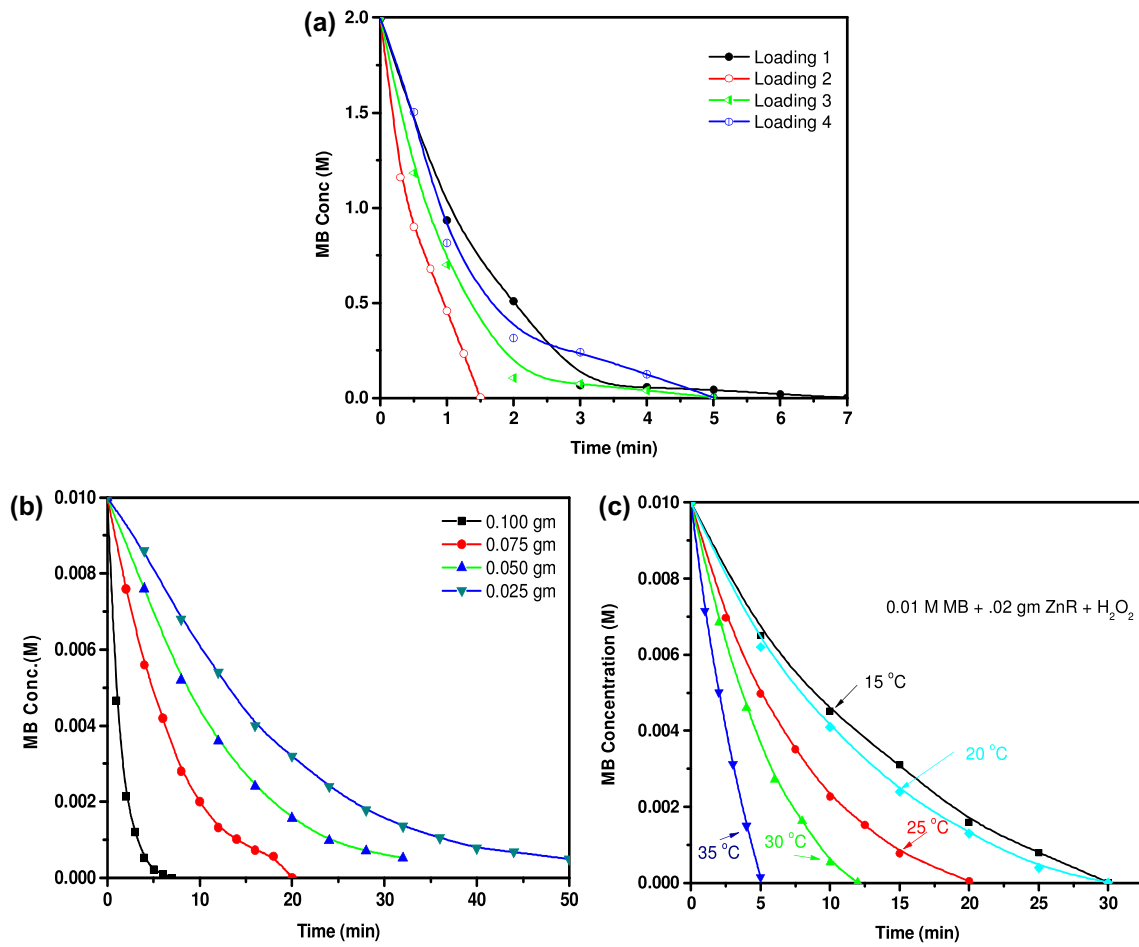 (a)
2.0
1.5
1.0
0.5
0.0
MB Conc (M)
Loading 1
Loading 2
Loading 3
Loading 4
0 1 2 3 4 5 6 7
Time (min)
(b)
0.010
0.008
0.006
0.004
0.002
0.000
MB Conc.(M)
0.100 gm
0.075 gm
0.050 gm
0.025 gm
0 10 20 30 40 50
Time (min)
(c)
0.010
0.008
0.006
0.004
0.002
0.000
MB Concentration (M)
0.01 M MB + .02 gm ZnR + H₂O₂
15 °C
20 °C
25 °C
30 °C
35 °C
0 5 10 15 20 25 30
Time (min)